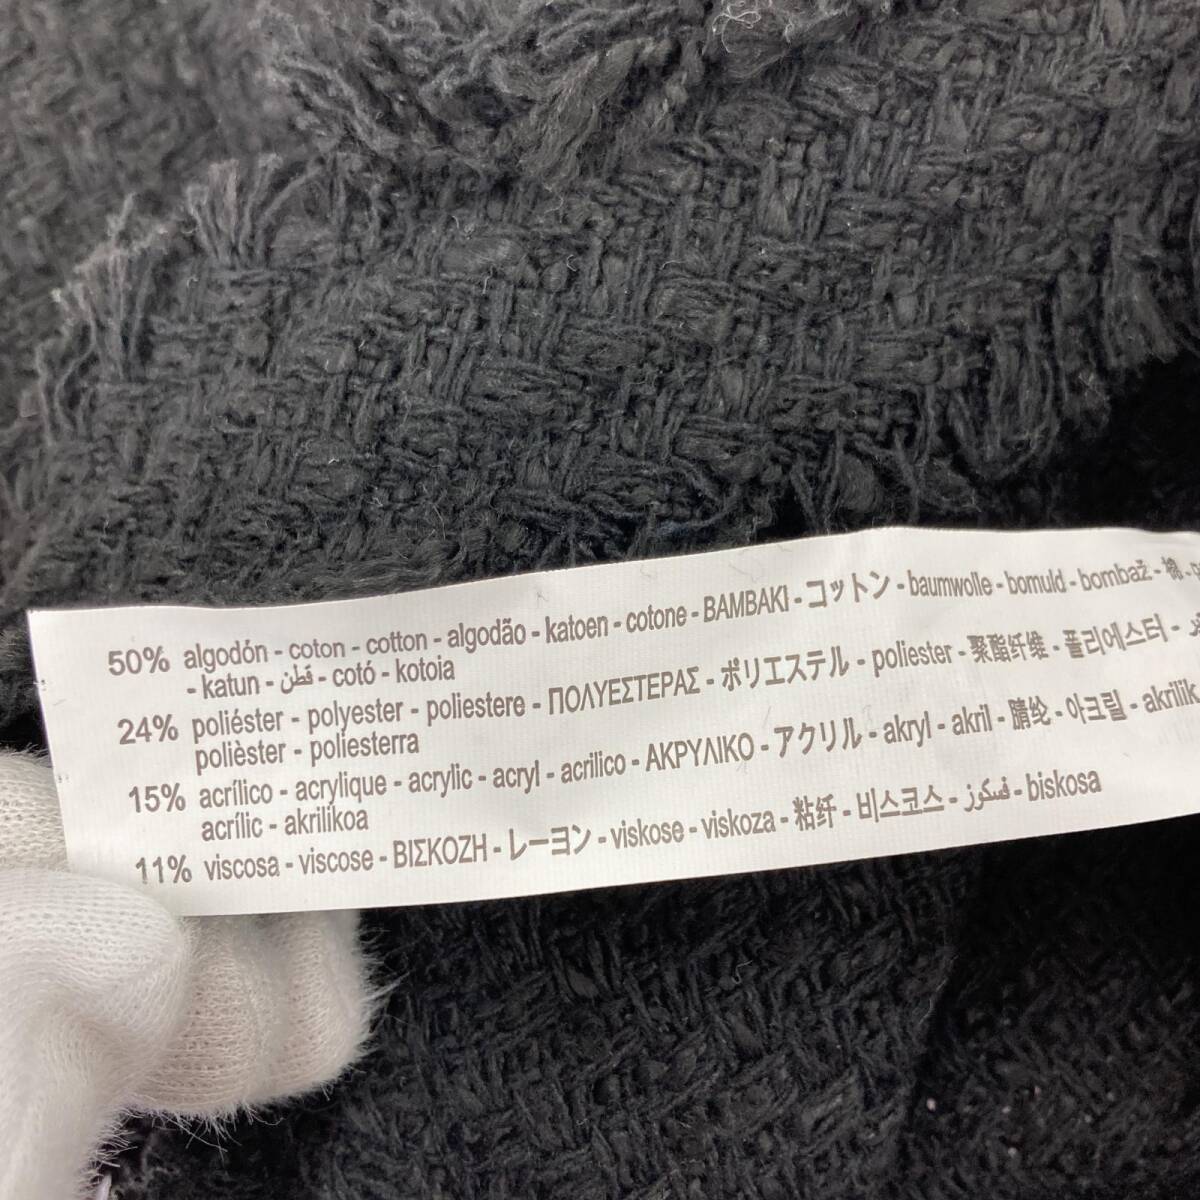 50% algodón - coton - cotton - algodão - katoen - cotone - BAMBAKI - コットン - baumwolle - bomuld - bombaž - 棉 -
- katun - قطن - cotó - kotoia
24% poliéster - polyester - poliestere - ΠΟΛΥΕΣΤΕΡΑΣ - ポリエステル - poliester - 聚酯纤维 - 폴리에스터 -
polièster - poliesterra
15% acrílico - acrylique - acrylic - acryl - acrilico - ΑΚΡΥΛΙΚΟ - アクリル - akryl - akril - 腈纶 - 아크릴 - akrilik
acrílic - akrilikoa
11% viscosa - viscose - ΒΙΣΚΟΖΗ - レーヨン - viskose - viskoza - 粘纤 - 비스코스 - فسكوز - biskosa